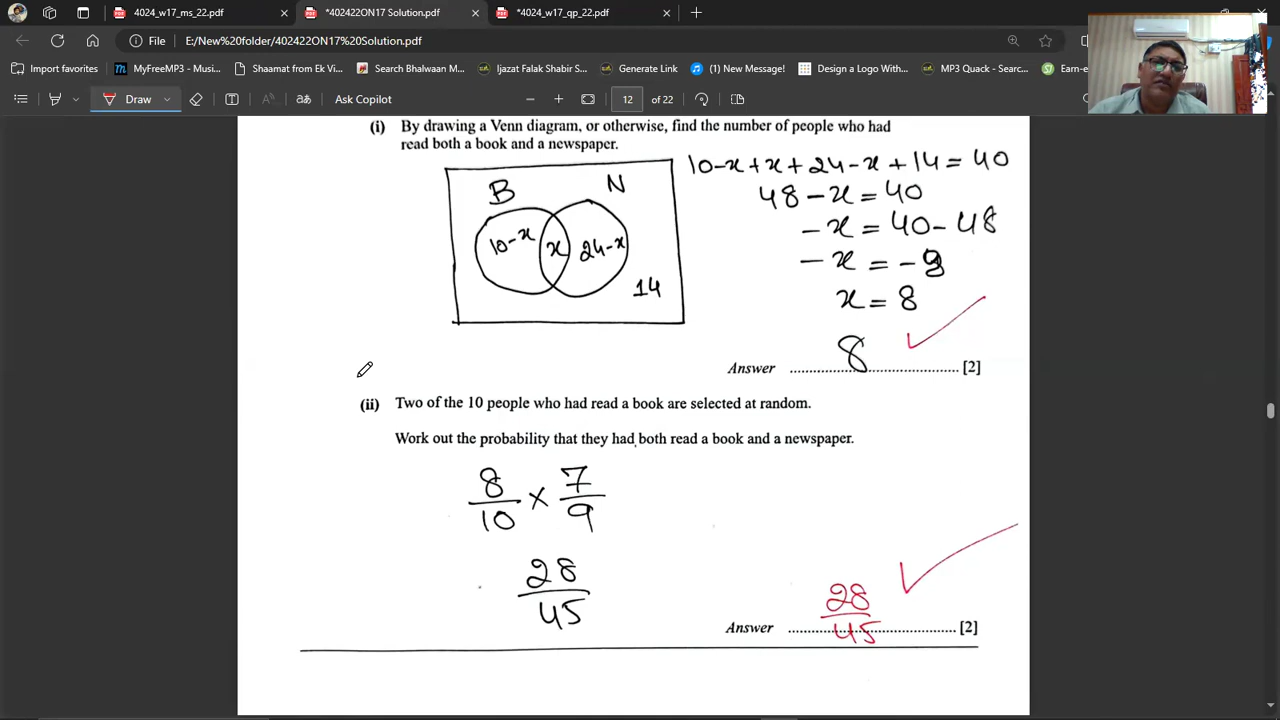 4024_w17_ms_22.pdf
*402422ON17 Solution.pdf
*4024_w17_qp_22.pdf
File
E:/New%20folder/402422ON17%20Solution.pdf
Import favorites
MyFreeMP3 - Musi...
Shaamat from Ek Vi...
Search Bhalwaan M...
Ijazat Falak Shabir S...
Generate Link
(1) New Message!
Design a Logo With...
MP3 Quack - Searc...
Earn-e
Draw
Ask Copilot
12 of 22
(i) By drawing a Venn diagram, or otherwise, find the number of people who had
read both a book and a newspaper.
B
N
10-x
x
24-x
14
10-x+x+24-x+14=40
48-x=40
-x=40-48
-x=-8
x=8
8
Answer ........................................ [2]
(ii) Two of the 10 people who had read a book are selected at random.
Work out the probability that they had both read a book and a newspaper.
8/10 × 7/9
28/45
28/45
Answer ........................................ [2]